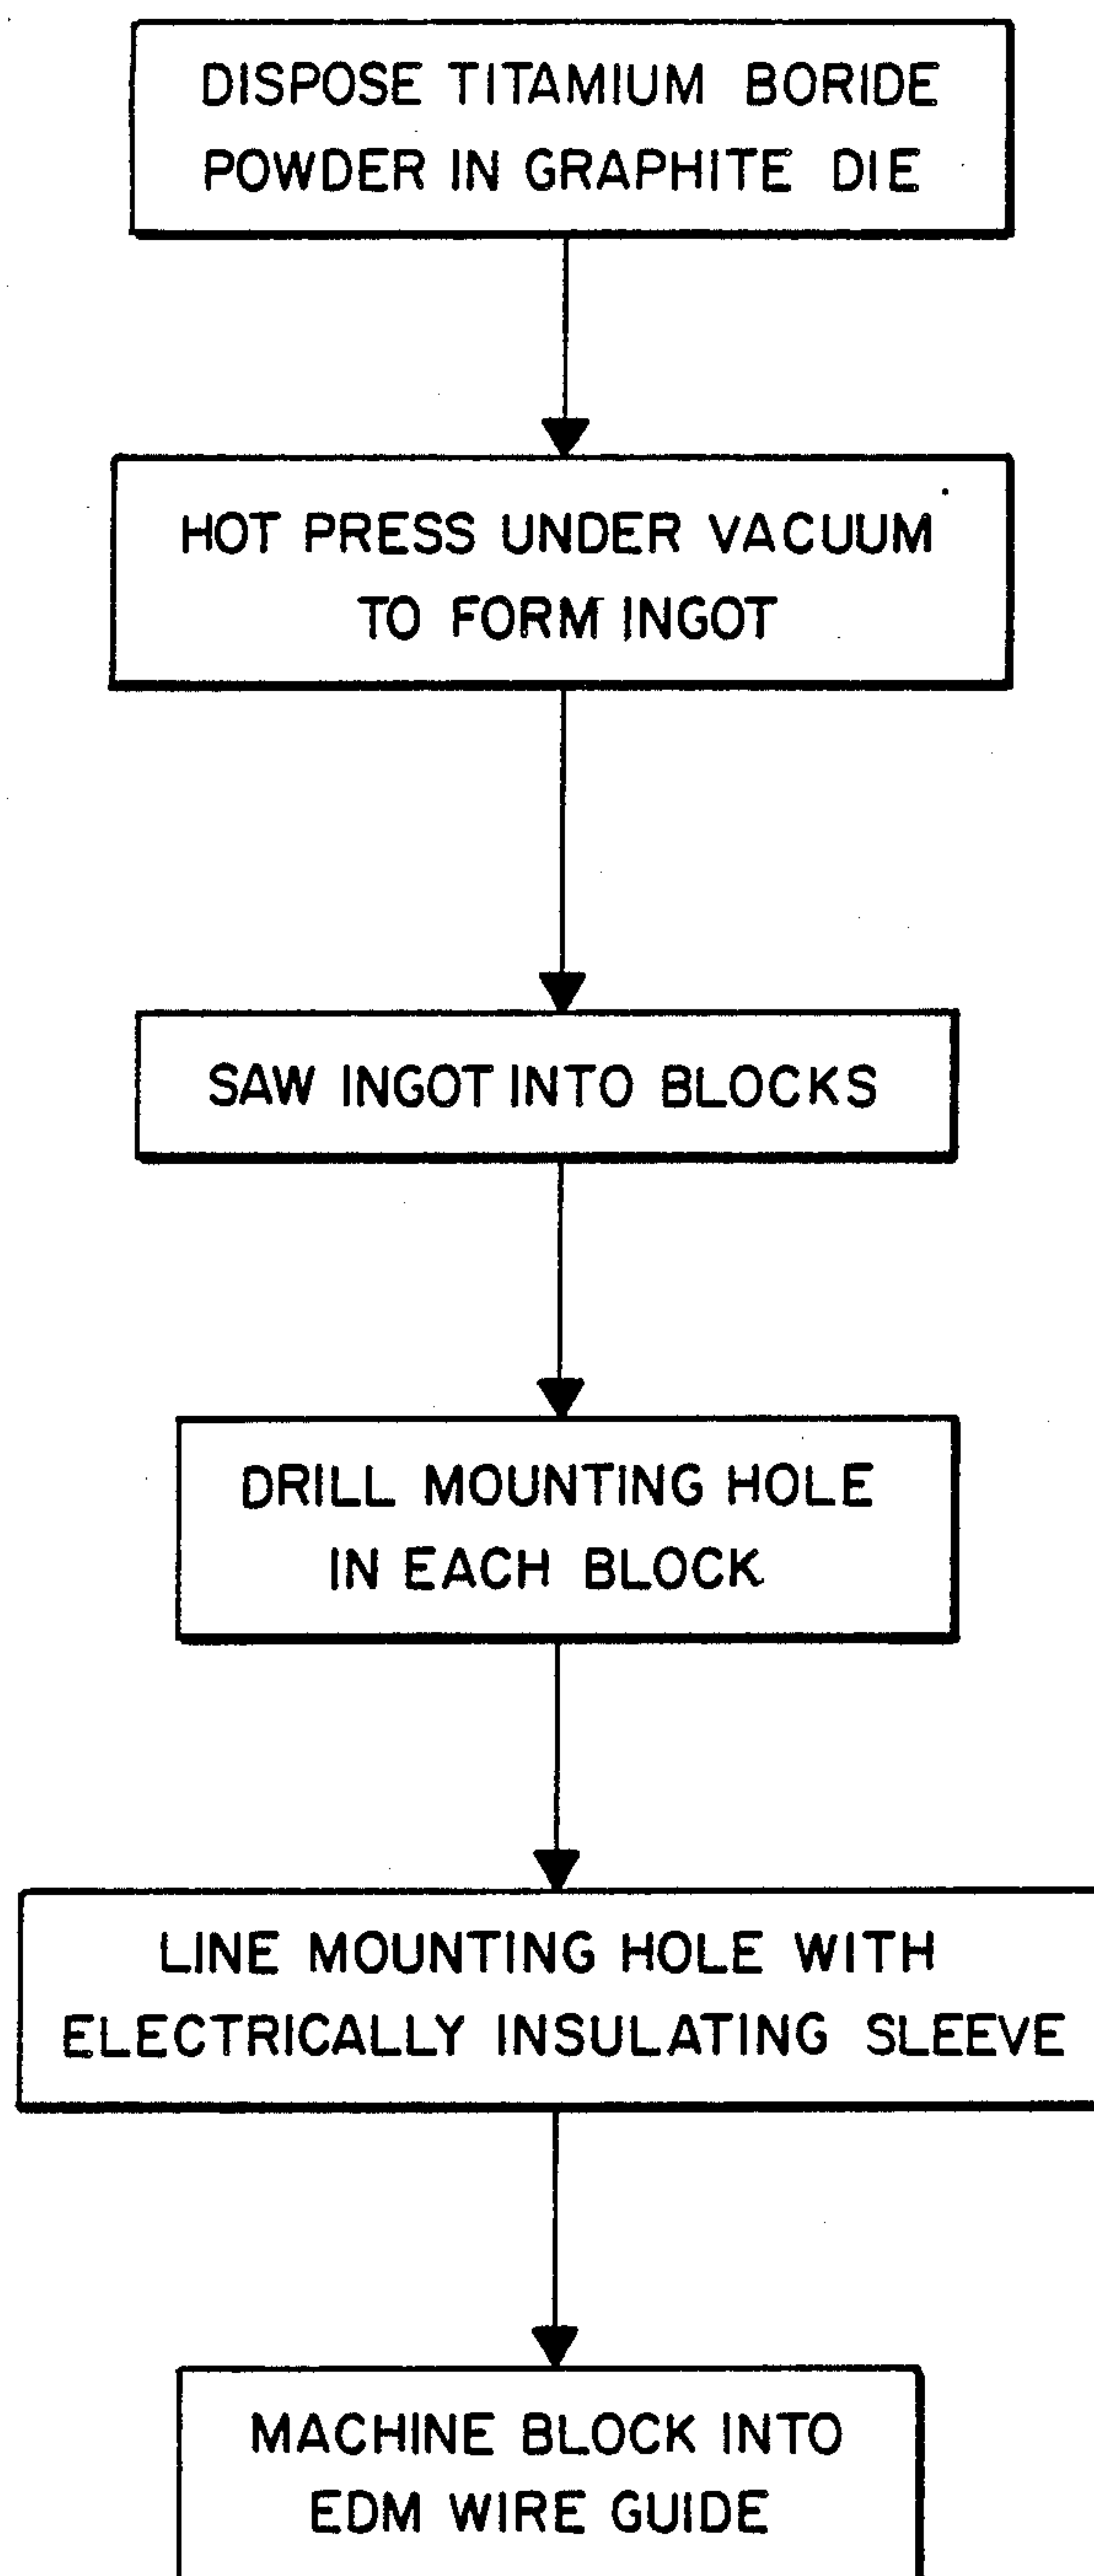 DISPOSE TITAMIUM BORIDE
POWDER IN GRAPHITE DIE
HOT PRESS UNDER VACUUM
TO FORM INGOT
SAW INGOT INTO BLOCKS
DRILL MOUNTING HOLE
IN EACH BLOCK
LINE MOUNTING HOLE WITH
ELECTRICALLY INSULATING SLEEVE
MACHINE BLOCK INTO
EDM WIRE GUIDE